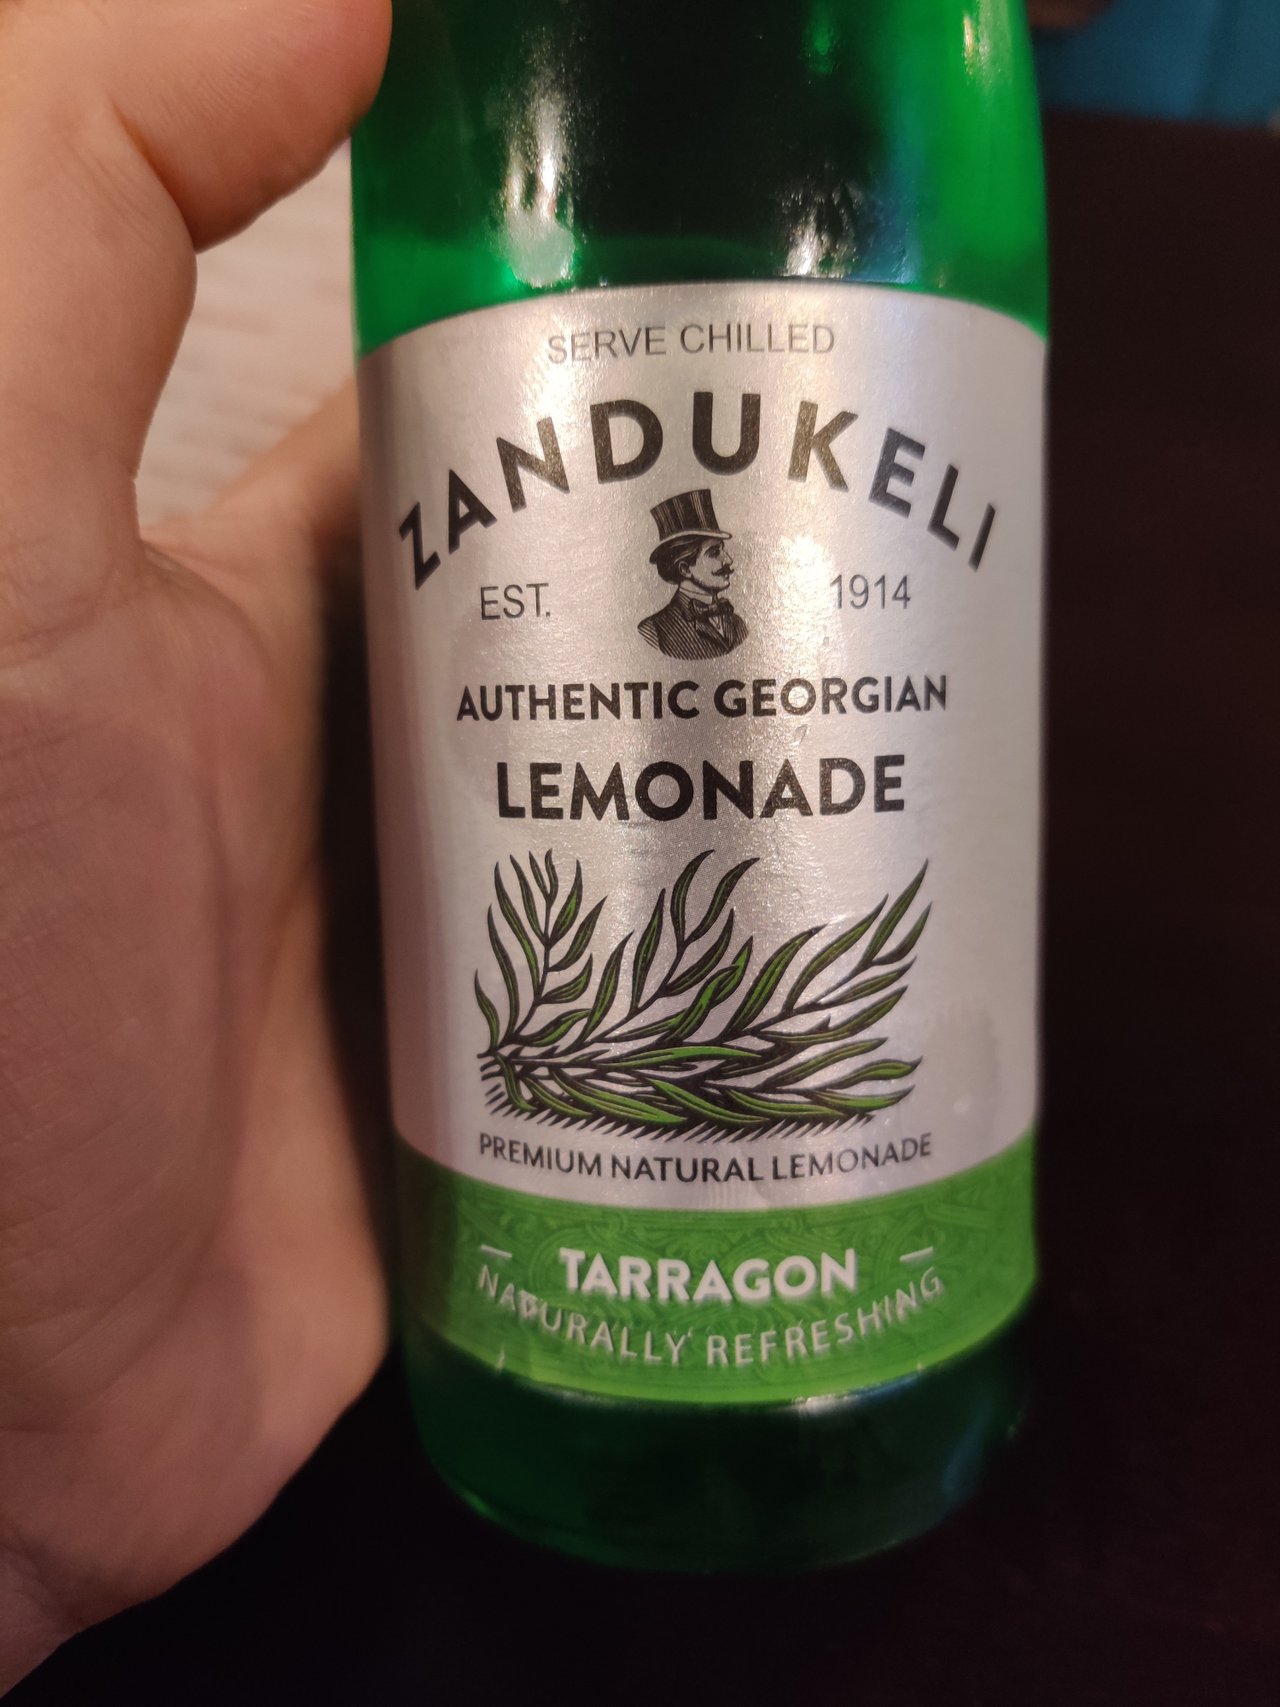 SERVE CHILLED
ZANDUKELI
EST. 1914
AUTHENTIC GEORGIAN
LEMONADE
PREMIUM NATURAL LEMONADE
TARRAGON
NATURALLY REFRESHING